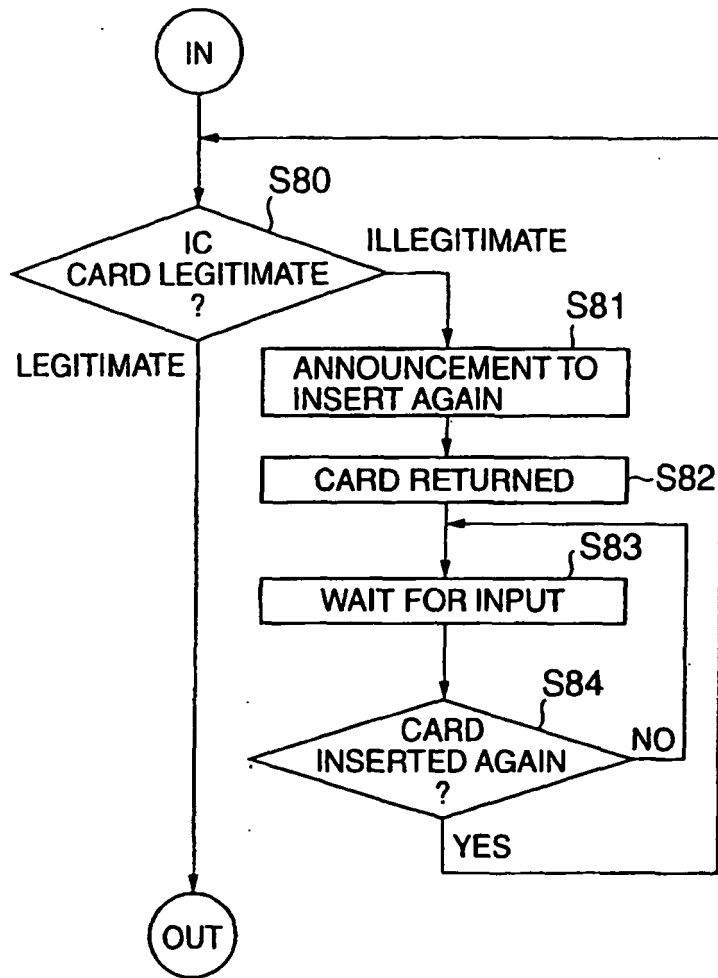 IN
S80
IC
CARD LEGITIMATE
?
ILLEGITIMATE
LEGITIMATE
S81
ANNOUNCEMENT TO
INSERT AGAIN
CARD RETURNED
S82
S83
WAIT FOR INPUT
S84
CARD
INSERTED AGAIN
?
NO
YES
OUT